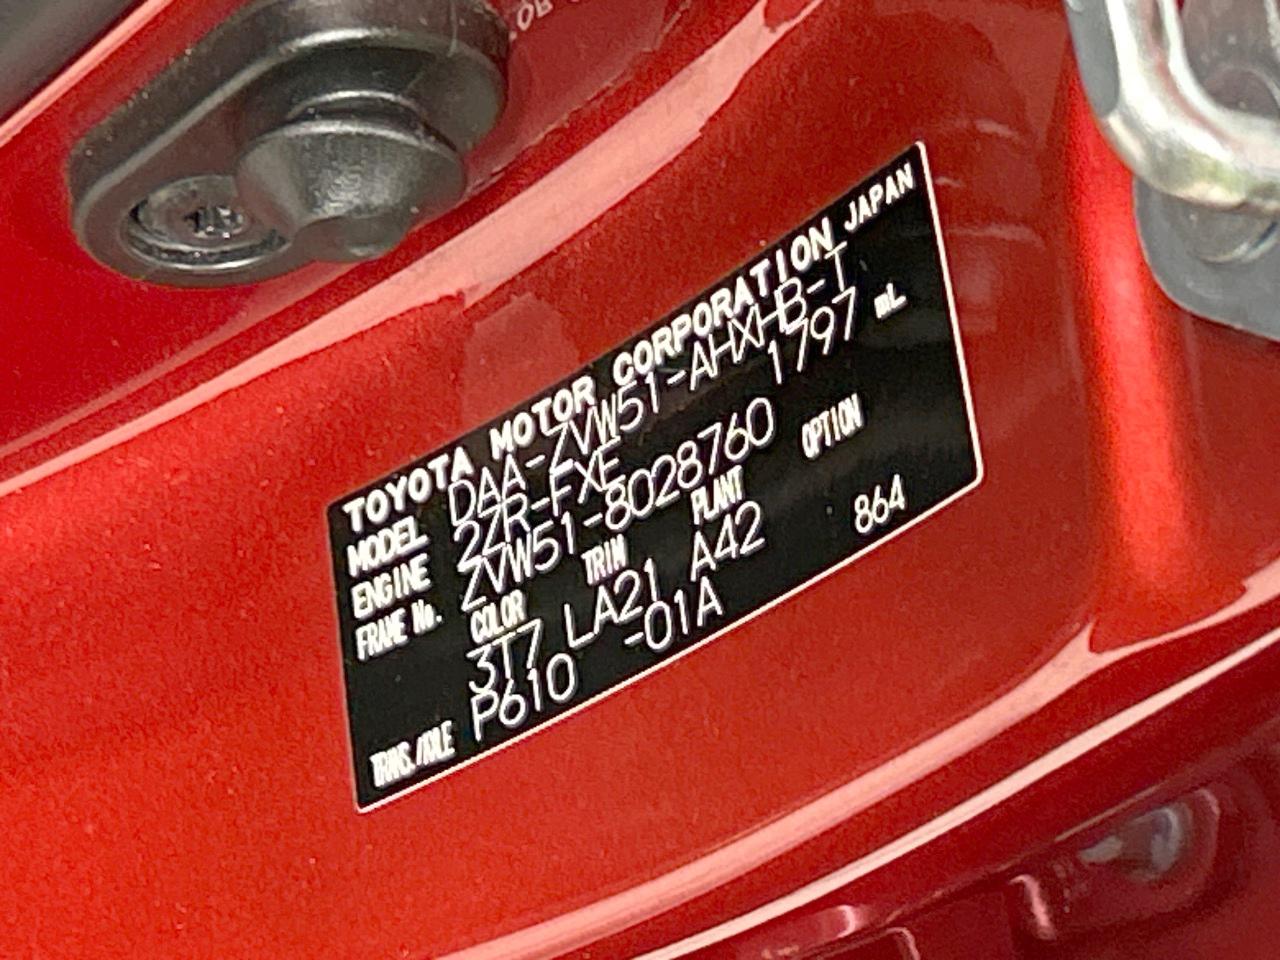 TOYOTA MOTOR CORPORATION JAPAN
MODEL DAA-ZVW51-AHXHB-T
ENGINE 2ZR-FXE 1797 mL
FRAME No. ZVW51-8028760
COLOR TRIM PLANT OPTION
3T7 LA21 A42 864
TRANS./AXLE P610 -01A